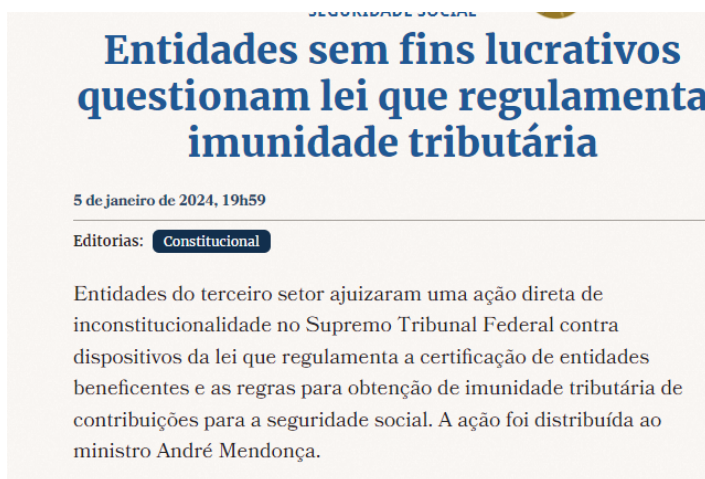 SEGURIDADE SOCIAL
Entidades sem fins lucrativos
questionam lei que regulamenta
imunidade tributária
5 de janeiro de 2024, 19h59
Editorias: Constitucional
Entidades do terceiro setor ajuizaram uma ação direta de
inconstitucionalidade no Supremo Tribunal Federal contra
dispositivos da lei que regulamenta a certificação de entidades
beneficentes e as regras para obtenção de imunidade tributária de
contribuições para a seguridade social. A ação foi distribuída ao
ministro André Mendonça.